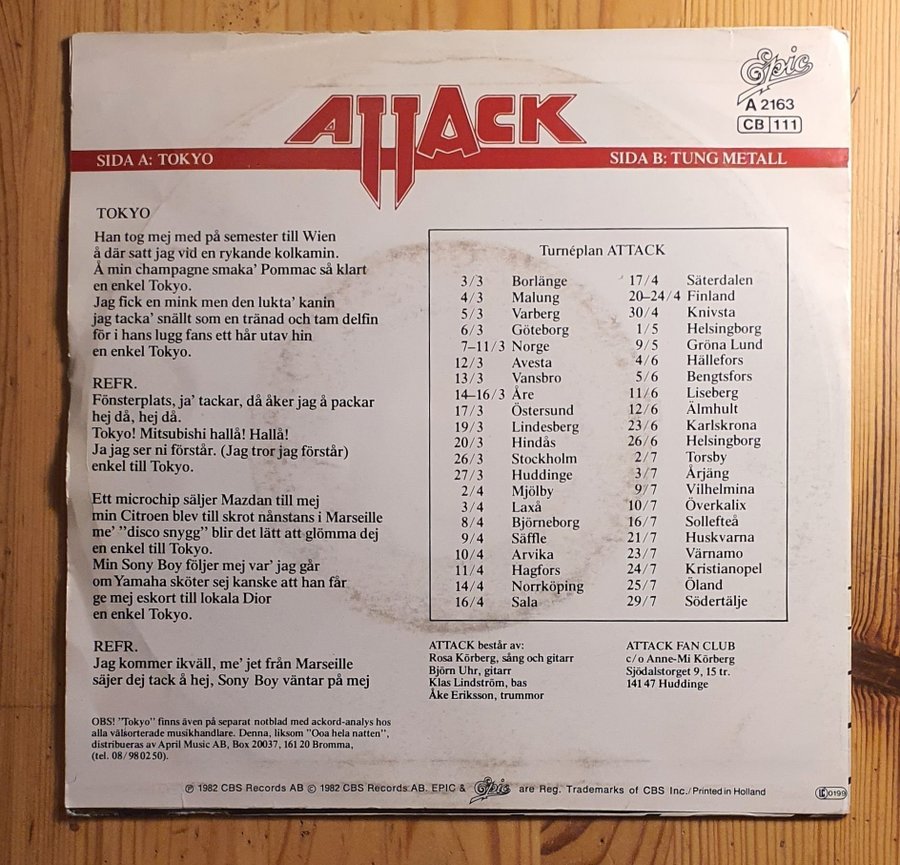 Epic
A 2163
CB 111
ATTACK
SIDA A: TOKYO
SIDA B: TUNG METALL
TOKYO
Han tog mej med på semester till Wien
å där satt jag vid en rykande kolkamin.
Å min champagne smaka' Pommac så klart
en enkel Tokyo.
Jag fick en mink men den lukta' kanin
jag tacka' snällt som en tränad och tam delfin
för i hans lugg fans ett hår utav hin
en enkel Tokyo.
REFR.
Fönsterplats, ja' tackar, då åker jag å packar
hej då, hej då.
Tokyo! Mitsubishi hallå! Hallå!
Ja jag ser ni förstår. (Jag tror jag förstår)
enkel till Tokyo.
Ett microchip säljer Mazdan till mej
min Citroen blev till skrot nånstans i Marseille
me' ”disco snygg” blir det lätt att glömma dej
en enkel till Tokyo.
Min Sony Boy följer mej var' jag går
om Yamaha sköter sej kanske att han får
ge mej eskort till lokala Dior
en enkel Tokyo.
REFR.
Jag kommer ikväll, me' jet från Marseille
säjer dej tack å hej, Sony Boy väntar på mej
OBS! ”Tokyo” finns även på separat notblad med ackord-analys hos
alla välsorterade musikhandlare. Denna, liksom ”Ooa hela natten”,
distribueras av April Music AB, Box 20037, 161 20 Bromma,
(tel. 08/98 02 50).
Turnéplan ATTACK
3/3 Borlänge
4/3 Malung
5/3 Varberg
6/3 Göteborg
7–11/3 Norge
12/3 Avesta
13/3 Vansbro
14–16/3 Åre
17/3 Östersund
19/3 Lindesberg
20/3 Hindås
26/3 Stockholm
27/3 Huddinge
2/4 Mjölby
3/4 Laxå
8/4 Björneborg
9/4 Säffle
10/4 Arvika
11/4 Hagfors
14/4 Norrköping
16/4 Sala
17/4 Säterdalen
20–24/4 Finland
30/4 Knivsta
1/5 Helsingborg
9/5 Gröna Lund
4/6 Hällefors
5/6 Bengtsfors
11/6 Liseberg
12/6 Älmhult
23/6 Karlskrona
26/6 Helsingborg
2/7 Torsby
3/7 Årjäng
9/7 Vilhelmina
10/7 Överkalix
16/7 Sollefteå
21/7 Huskvarna
23/7 Värnamo
24/7 Kristianopel
25/7 Öland
29/7 Södertälje
ATTACK består av:
Rosa Körberg, sång och gitarr
Björn Uhr, gitarr
Klas Lindström, bas
Åke Eriksson, trummor
ATTACK FAN CLUB
c/o Anne-Mi Körberg
Sjödalstorget 9, 15 tr.
141 47 Huddinge
℗ 1982 CBS Records AB © 1982 CBS Records AB. EPIC & Epic are Reg. Trademarks of CBS Inc./Printed in Holland
0199